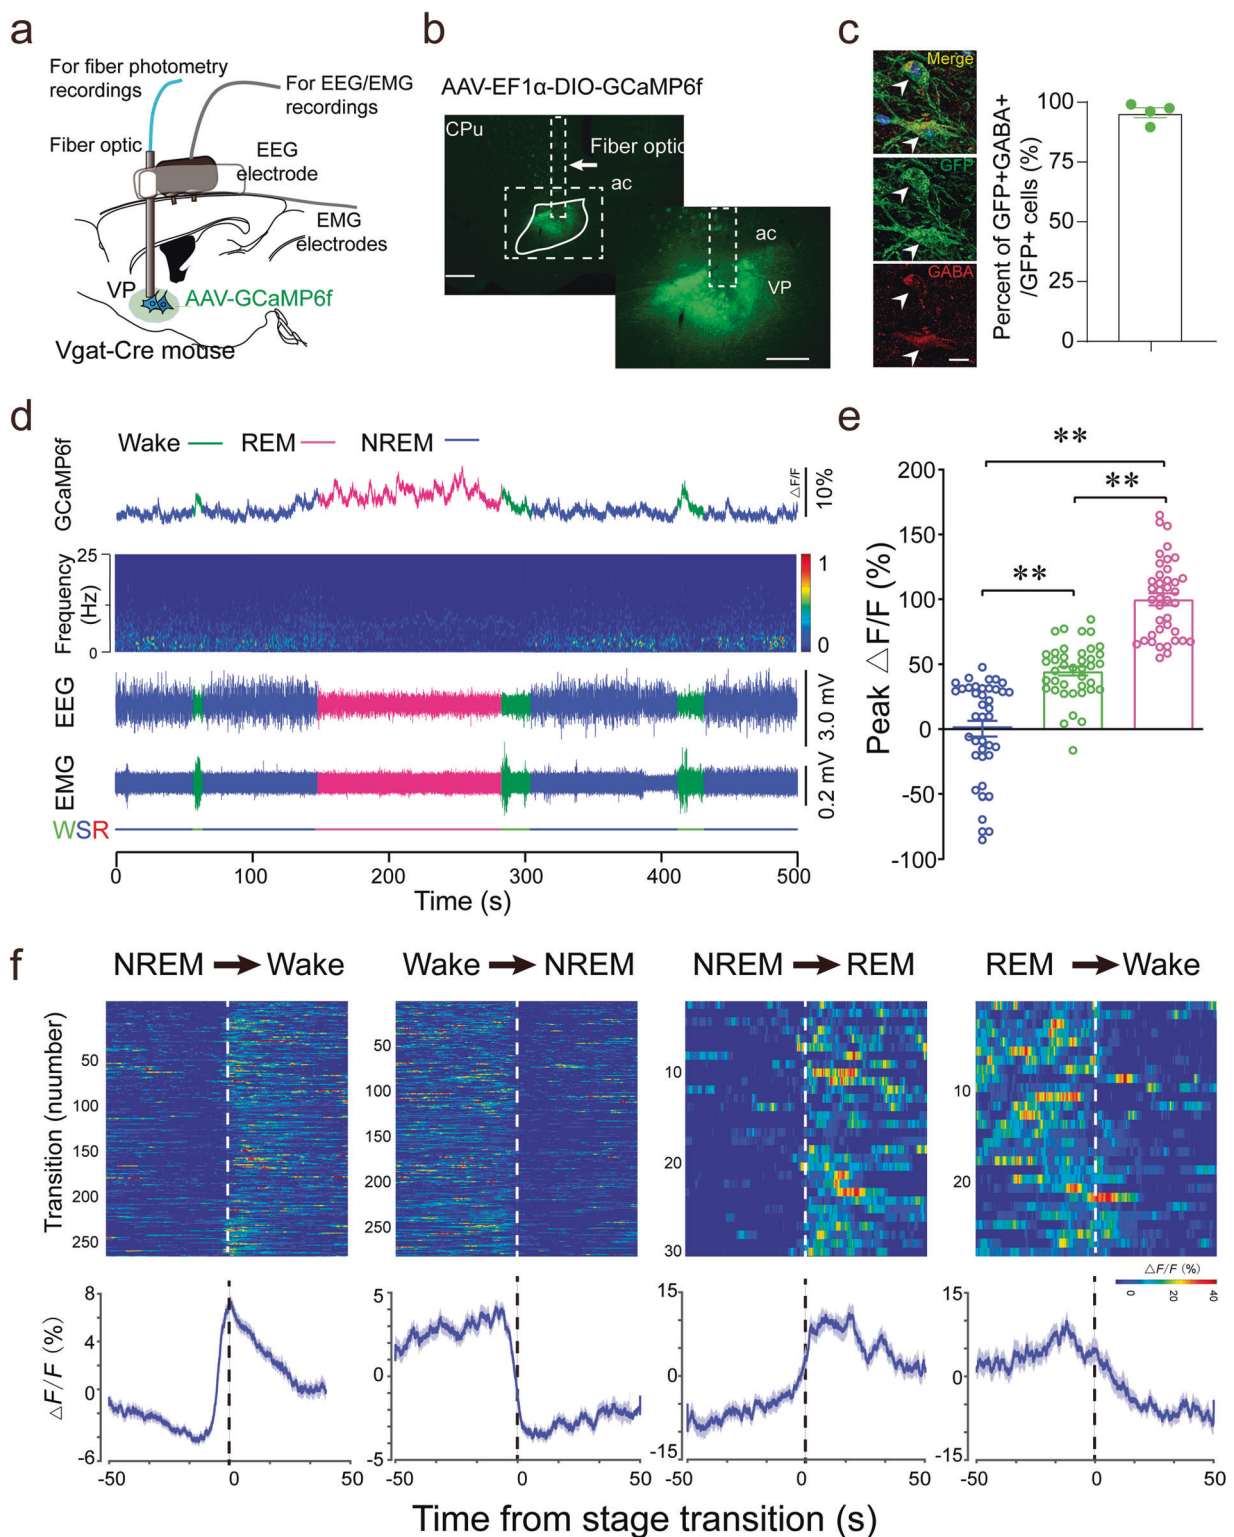 a
For fiber photometry
recordings
For EEG/EMG
recordings
Fiber optic
EEG
electrode
EMG
electrodes
VP
AAV-GCaMP6f
Vgat-Cre mouse
b
AAV-EF1α-DIO-GCaMP6f
CPu
Fiber optic
ac
ac
VP
c
Merge
GFP
GABA
Percent of GFP+GABA+
/GFP+ cells (%)
100
75
50
25
0
d
Wake
REM
NREM
GCaMP6f
△F/F
10%
Frequency
(Hz)
25
0
1
0
EEG
3.0 mV
EMG
0.2 mV
WSR
0
100
200
300
400
500
Time (s)
e
**
**
**
Peak △F/F (%)
200
150
100
50
0
-50
-100
f
NREM → Wake
Wake → NREM
NREM → REM
REM → Wake
Transition (nuumber)
50
100
150
200
250
50
100
150
200
250
10
20
30
10
20
△F/F (%)
0 20 40
△F/F (%)
8
4
0
-6
5
0
-5
15
0
-15
15
0
-15
-50 0 50
-50 0 50
-50 0 50
-50 0 50
Time from stage transition (s)